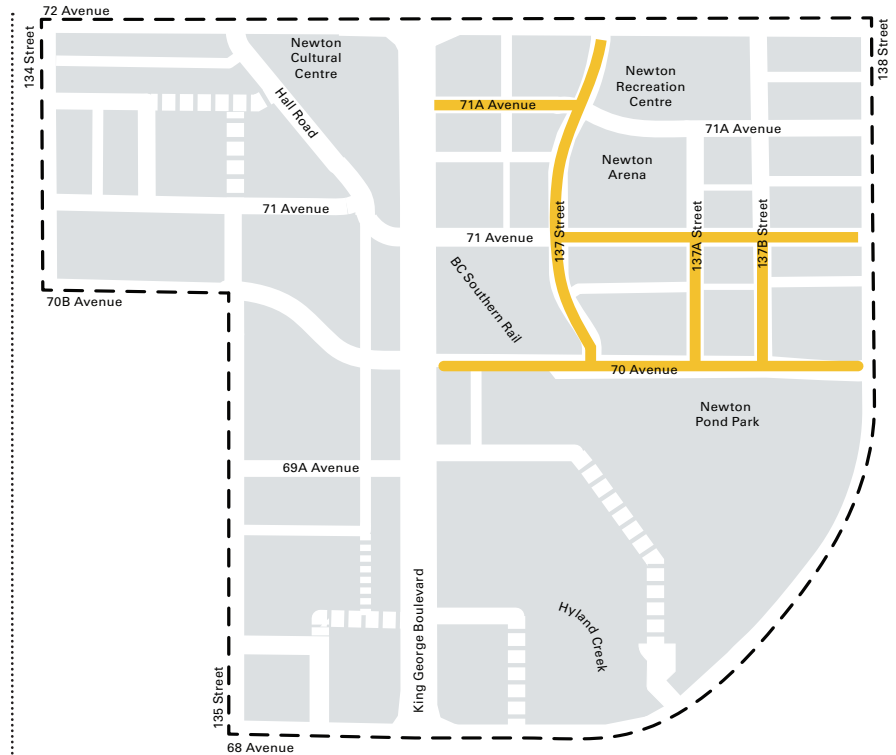 72 Avenue
134 Street
138 Street
Newton
Cultural
Centre
Hall Road
Newton
Recreation
Centre
71A Avenue
71A Avenue
Newton
Arena
71 Avenue
71 Avenue
137 Street
137A Street
137B Street
BC Southern Rail
70B Avenue
70 Avenue
Newton
Pond Park
69A Avenue
King George Boulevard
Hyland Creek
135 Street
68 Avenue